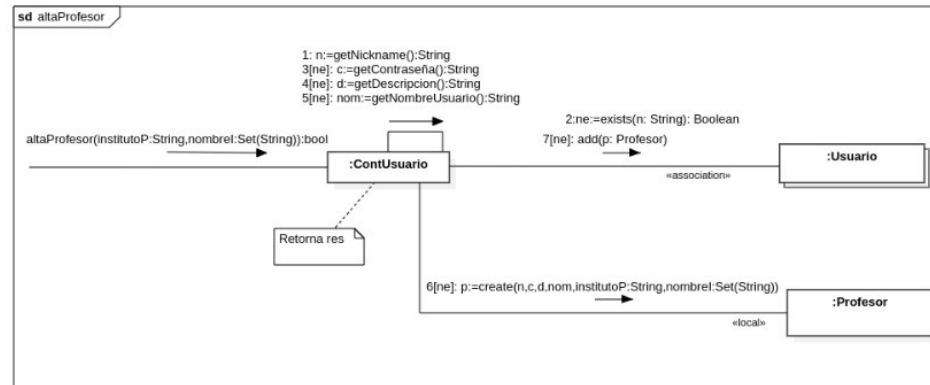 sd altaProfesor
1: n:=getNickname():String
3[ne]: c:=getContraseña():String
4[ne]: d:=getDescripcion():String
5[ne]: nom:=getNombreUsuario():String
altaProfesor(institutoP:String,nombreI:Set(String)):bool
:ContUsuario
2:ne:=exists(n: String): Boolean
7[ne]: add(p: Profesor)
«association»
:Usuario
Retorna res
6[ne]: p:=create(n,c,d,nom,institutoP:String,nombreI:Set(String))
«local»
:Profesor